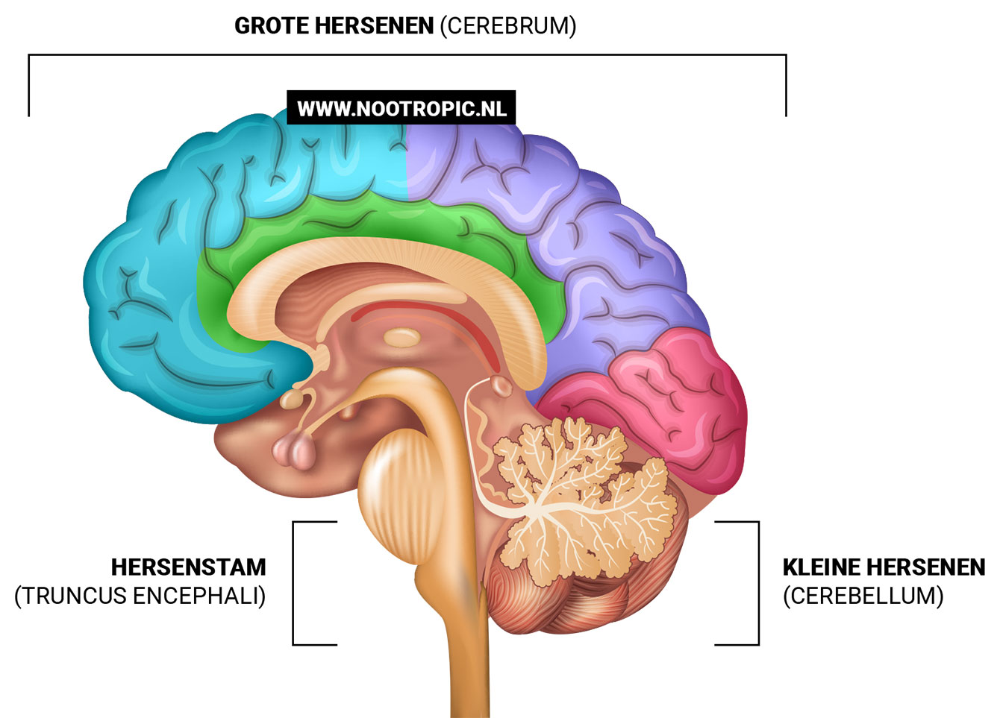 GROTE HERSENEN (CEREBRUM)
WWW.NOOTROPIC.NL
HERSENSTAM
(TRUNCUS ENCEPHALI)
KLEINE HERSENEN
(CEREBELLUM)